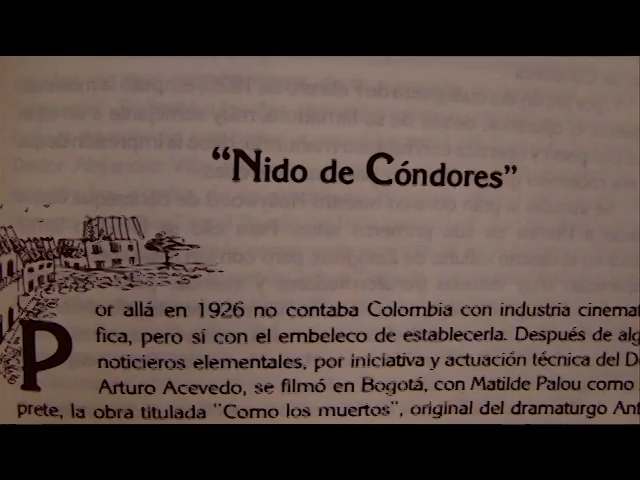 “Nido de Cóndores”
Por allá en 1926 no contaba Colombia con industria cinemat
fica, pero sí con el embeleco de establecerla. Después de alg
noticieros elementales, por iniciativa y actuación técnica del D
Arturo Acevedo, se filmó en Bogotá, con Matilde Palou como
prete, la obra titulada "Como los muertos", original del dramaturgo Ant